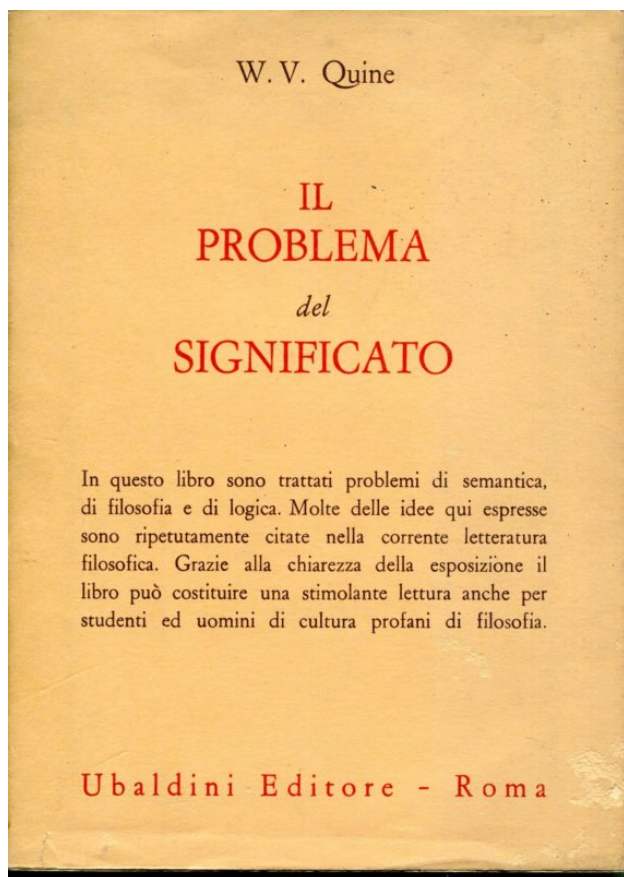 W. V. Quine
IL
PROBLEMA
del
SIGNIFICATO
In questo libro sono trattati problemi di semantica,
di filosofia e di logica. Molte delle idee qui espresse
sono ripetutamente citate nella corrente letteratura
filosofica. Grazie alla chiarezza della esposizione il
libro può costituire una stimolante lettura anche per
studenti ed uomini di cultura profani di filosofia.
Ubaldini Editore - Roma